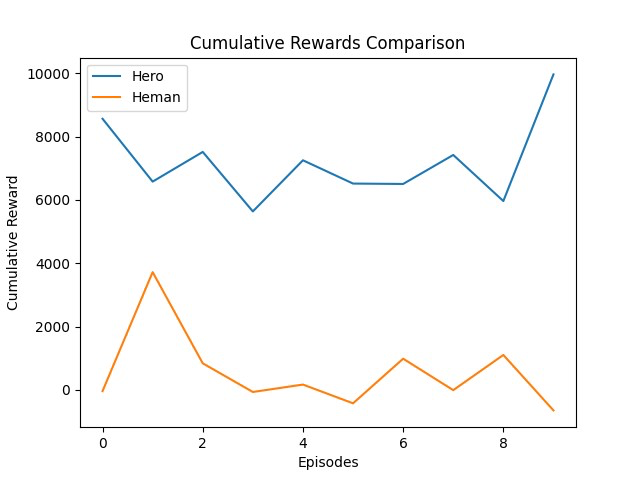 Cumulative Rewards Comparison
Hero
Heman
10000
8000
6000
4000
2000
0
Cumulative Reward
0 2 4 6 8
Episodes